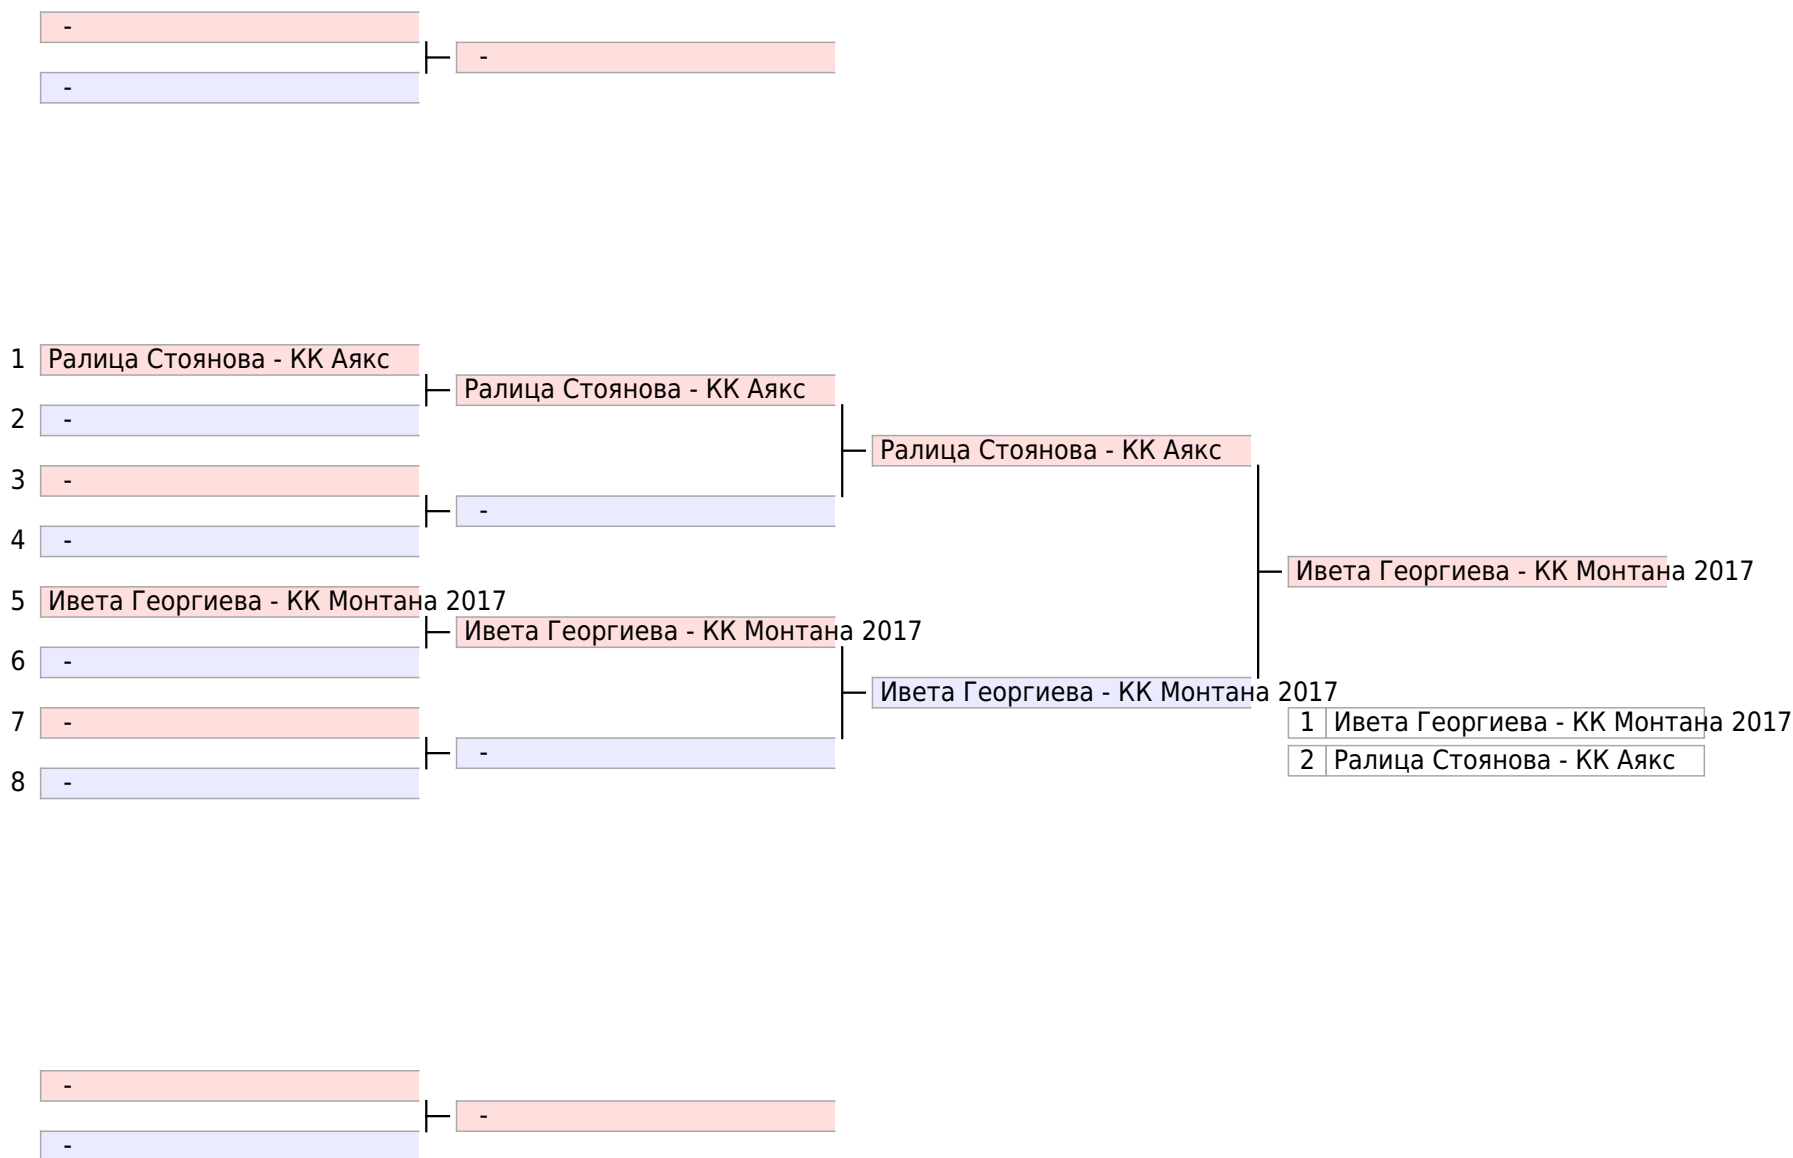 -
-
-
1 Ралица Стоянова - КК Аякс
Ралица Стоянова - КК Аякс
2 -
Ралица Стоянова - КК Аякс
3 -
-
4 -
Ивета Георгиева - КК Монтана 2017
5 Ивета Георгиева - КК Монтана 2017
Ивета Георгиева - КК Монтана 2017
6 -
Ивета Георгиева - КК Монтана 2017
7 -
1 Ивета Георгиева - КК Монтана 2017
-
2 Ралица Стоянова - КК Аякс
8 -
-
-
-